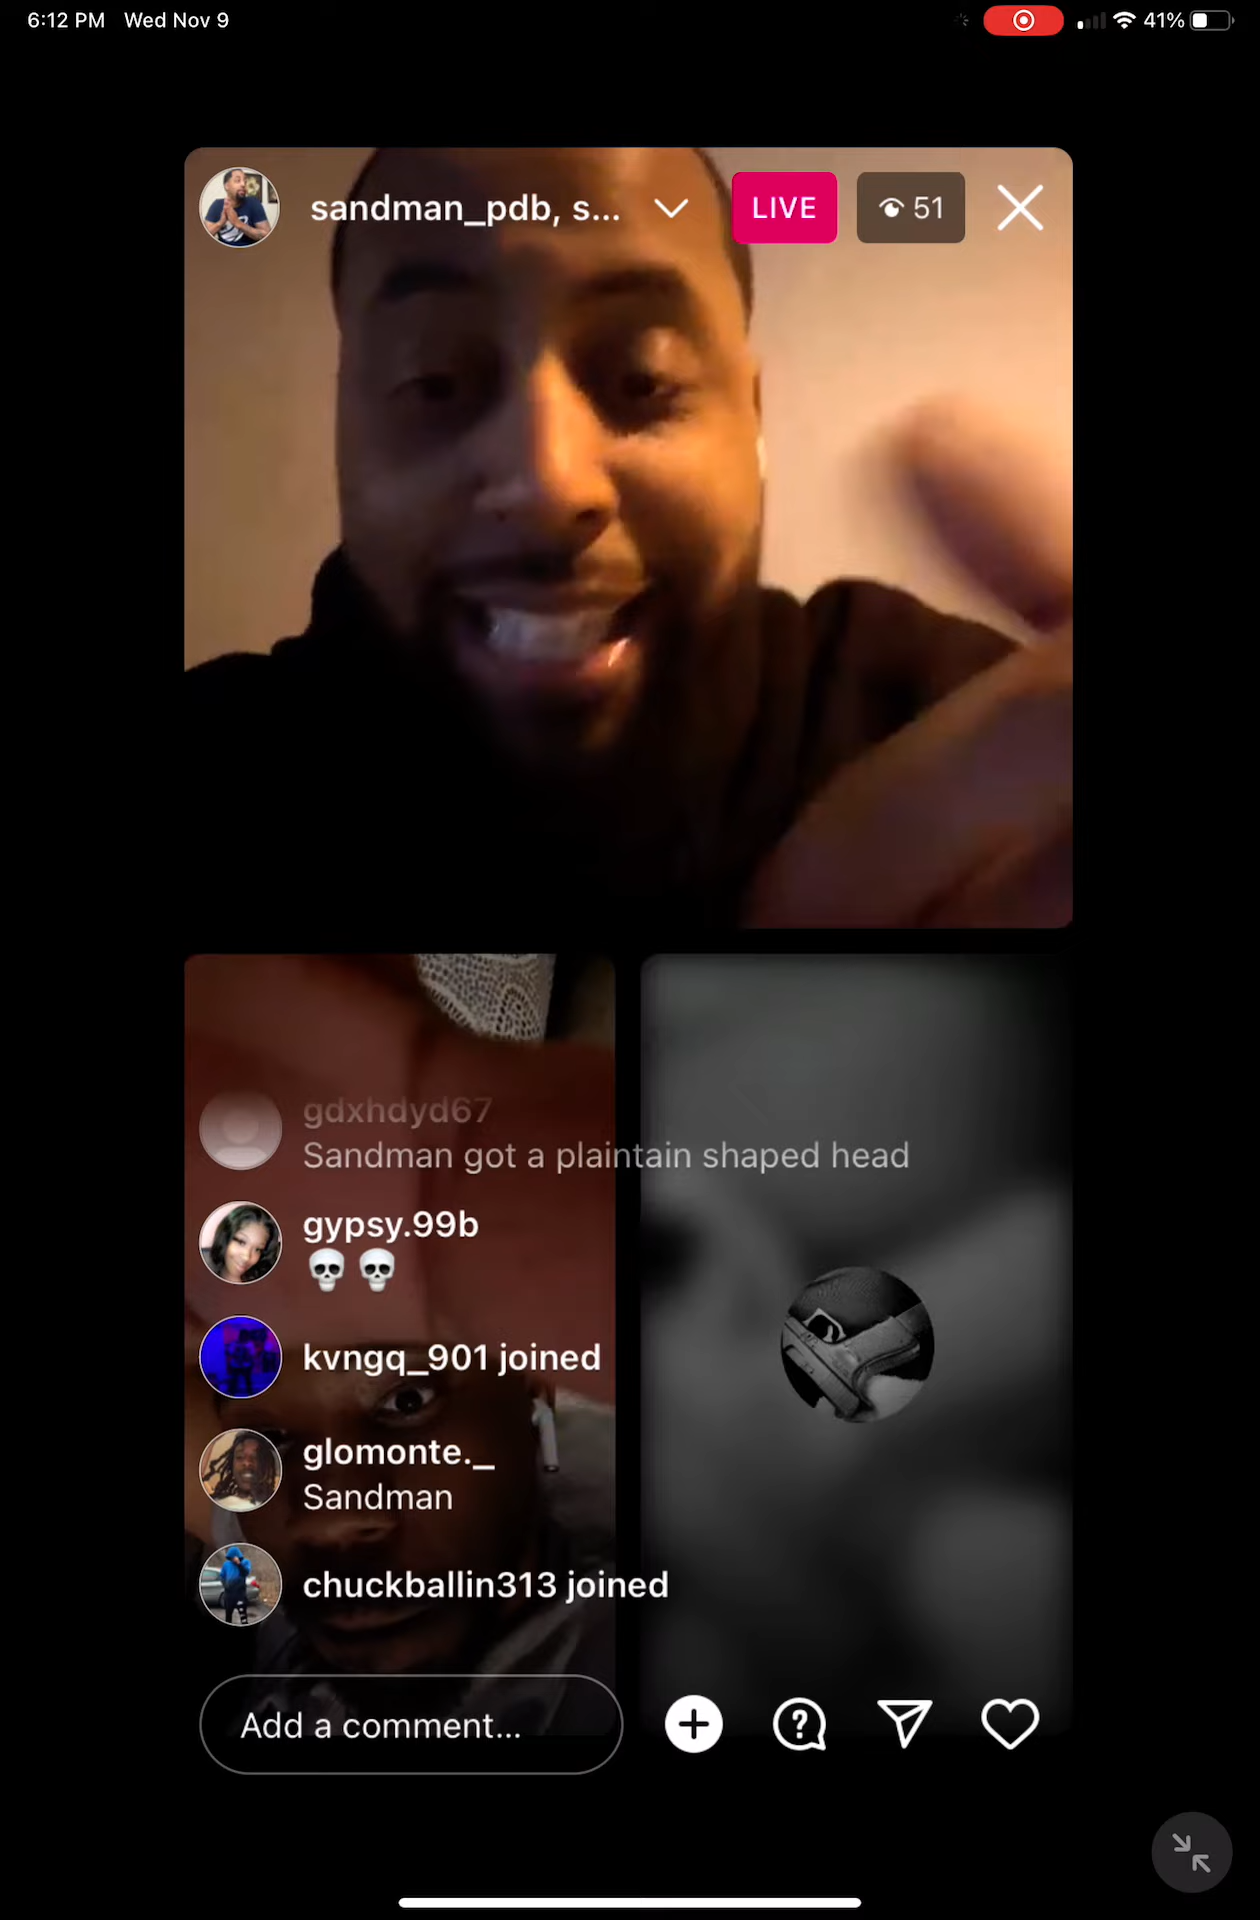 6:12 PM Wed Nov 9
41%
sandman_pdb, s...
LIVE
51
gdxhdyd67
Sandman got a plaintain shaped head
gypsy.99b
💀💀
kvngq_901 joined
glomonte._
Sandman
chuckballin313 joined
Add a comment...